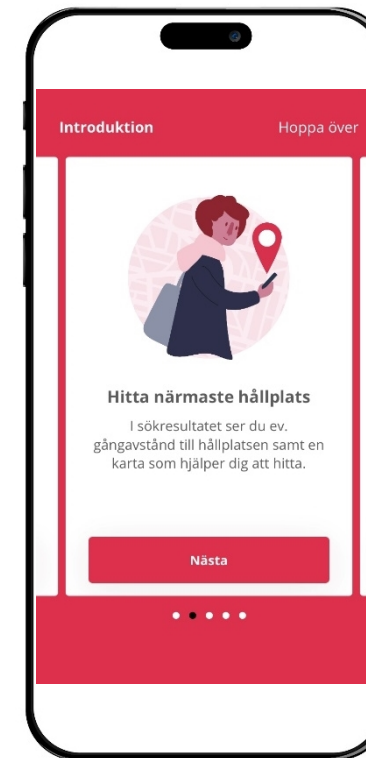 Introduktion
Hoppa över
Hitta närmaste hållplats
I sökresultatet ser du ev.
gångavstånd till hållplatsen samt en
karta som hjälper dig att hitta.
Nästa